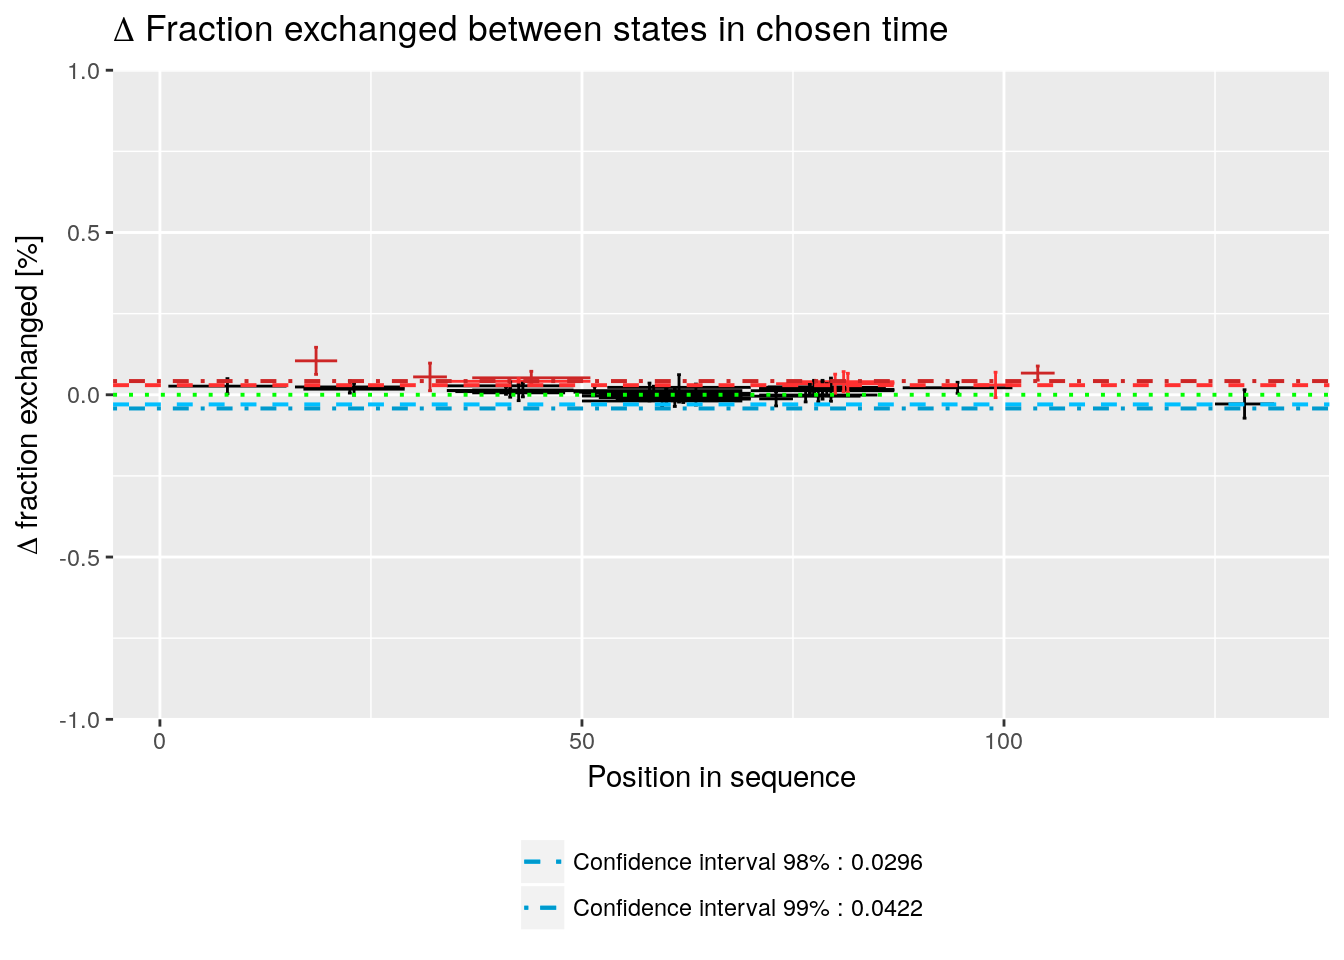 Δ Fraction exchanged between states in chosen time
1.0
0.5
0.0
-0.5
-1.0
Δ fraction exchanged [%]
0 50 100
Position in sequence
Confidence interval 98% : 0.0296
Confidence interval 99% : 0.0422